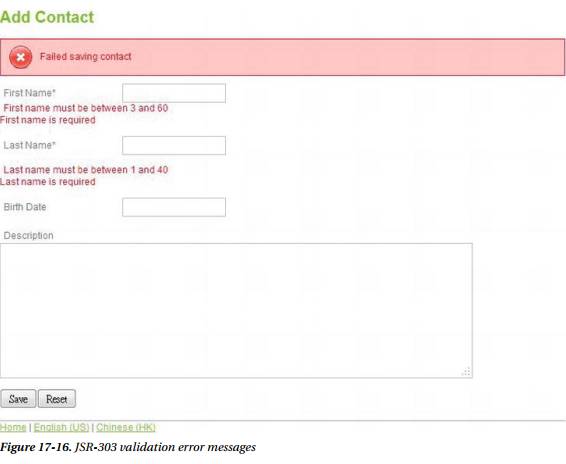 Add Contact
Failed saving contact
First Name*
First name must be between 3 and 60
First name is required
Last Name*
Last name must be between 1 and 40
Last name is required
Birth Date
Description
Save Reset
Home | English (US) | Chinese (HK)
Figure 17-16. JSR-303 validation error messages